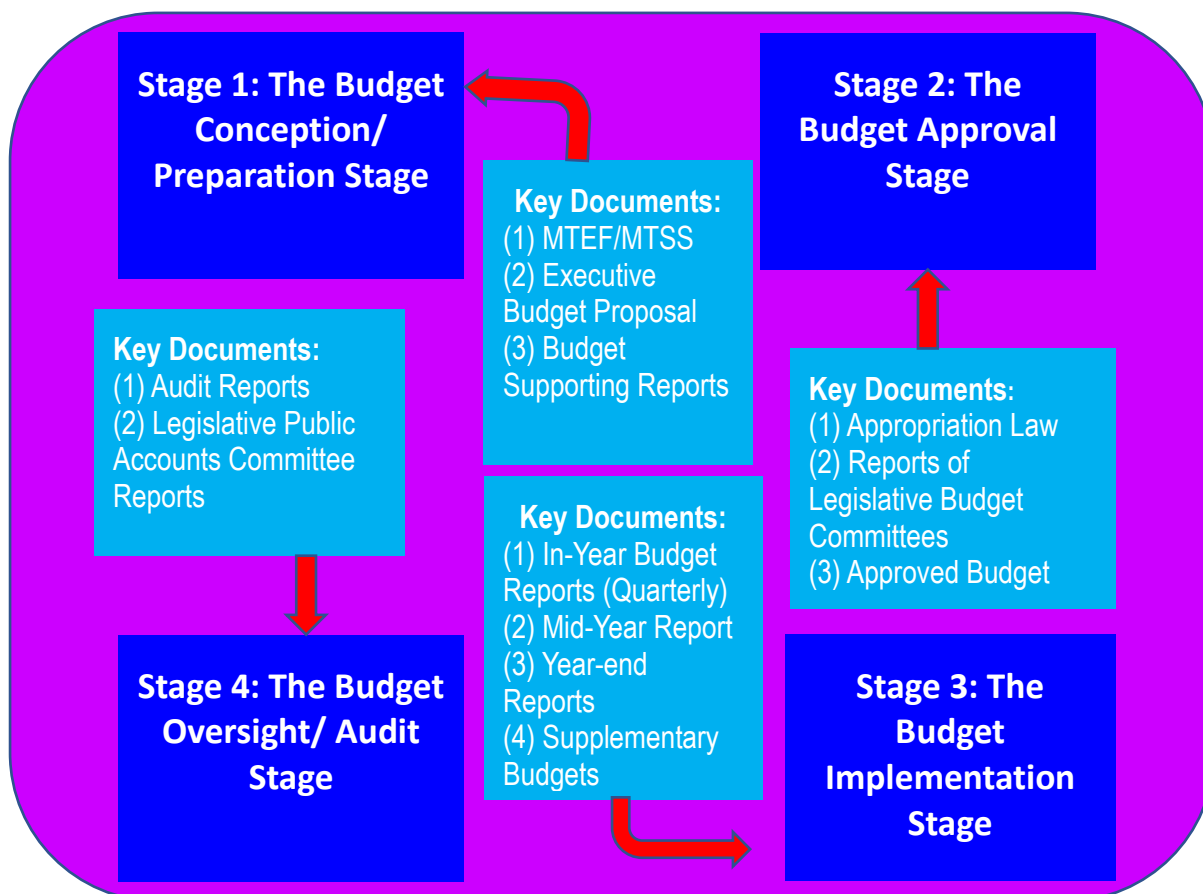 Stage 1: The Budget
Conception/
Preparation Stage
Key Documents:
(1) MTEF/MTSS
(2) Executive
Budget Proposal
(3) Budget
Supporting Reports
Stage 2: The
Budget Approval
Stage
Key Documents:
(1) Appropriation Law
(2) Reports of
Legislative Budget
Committees
(3) Approved Budget
Key Documents:
(1) In-Year Budget
Reports (Quarterly)
(2) Mid-Year Report
(3) Year-end
Reports
(4) Supplementary
Budgets
Stage 3: The
Budget
Implementation
Stage
Key Documents:
(1) Audit Reports
(2) Legislative Public
Accounts Committee
Reports
Stage 4: The Budget
Oversight/ Audit
Stage